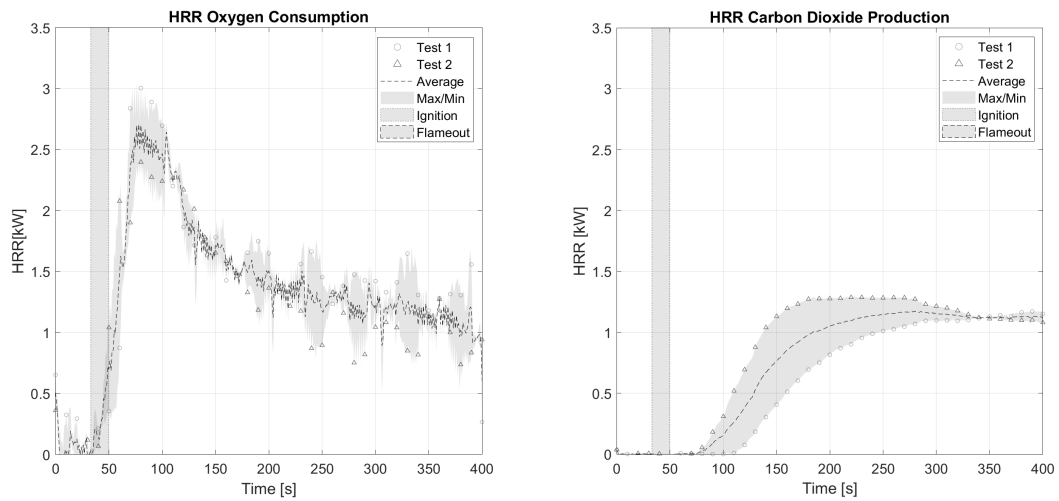 HRR Oxygen Consumption
3.5
3
2.5
2
1.5
1
0.5
0
HRR[kW]
0 50 100 150 200 250 300 350 400
Time [s]
Test 1
Test 2
Average
Max/Min
Ignition
Flameout
HRR Carbon Dioxide Production
3.5
3
2.5
2
1.5
1
0.5
0
HRR [kW]
0 50 100 150 200 250 300 350 400
Time [s]
Test 1
Test 2
Average
Max/Min
Ignition
Flameout